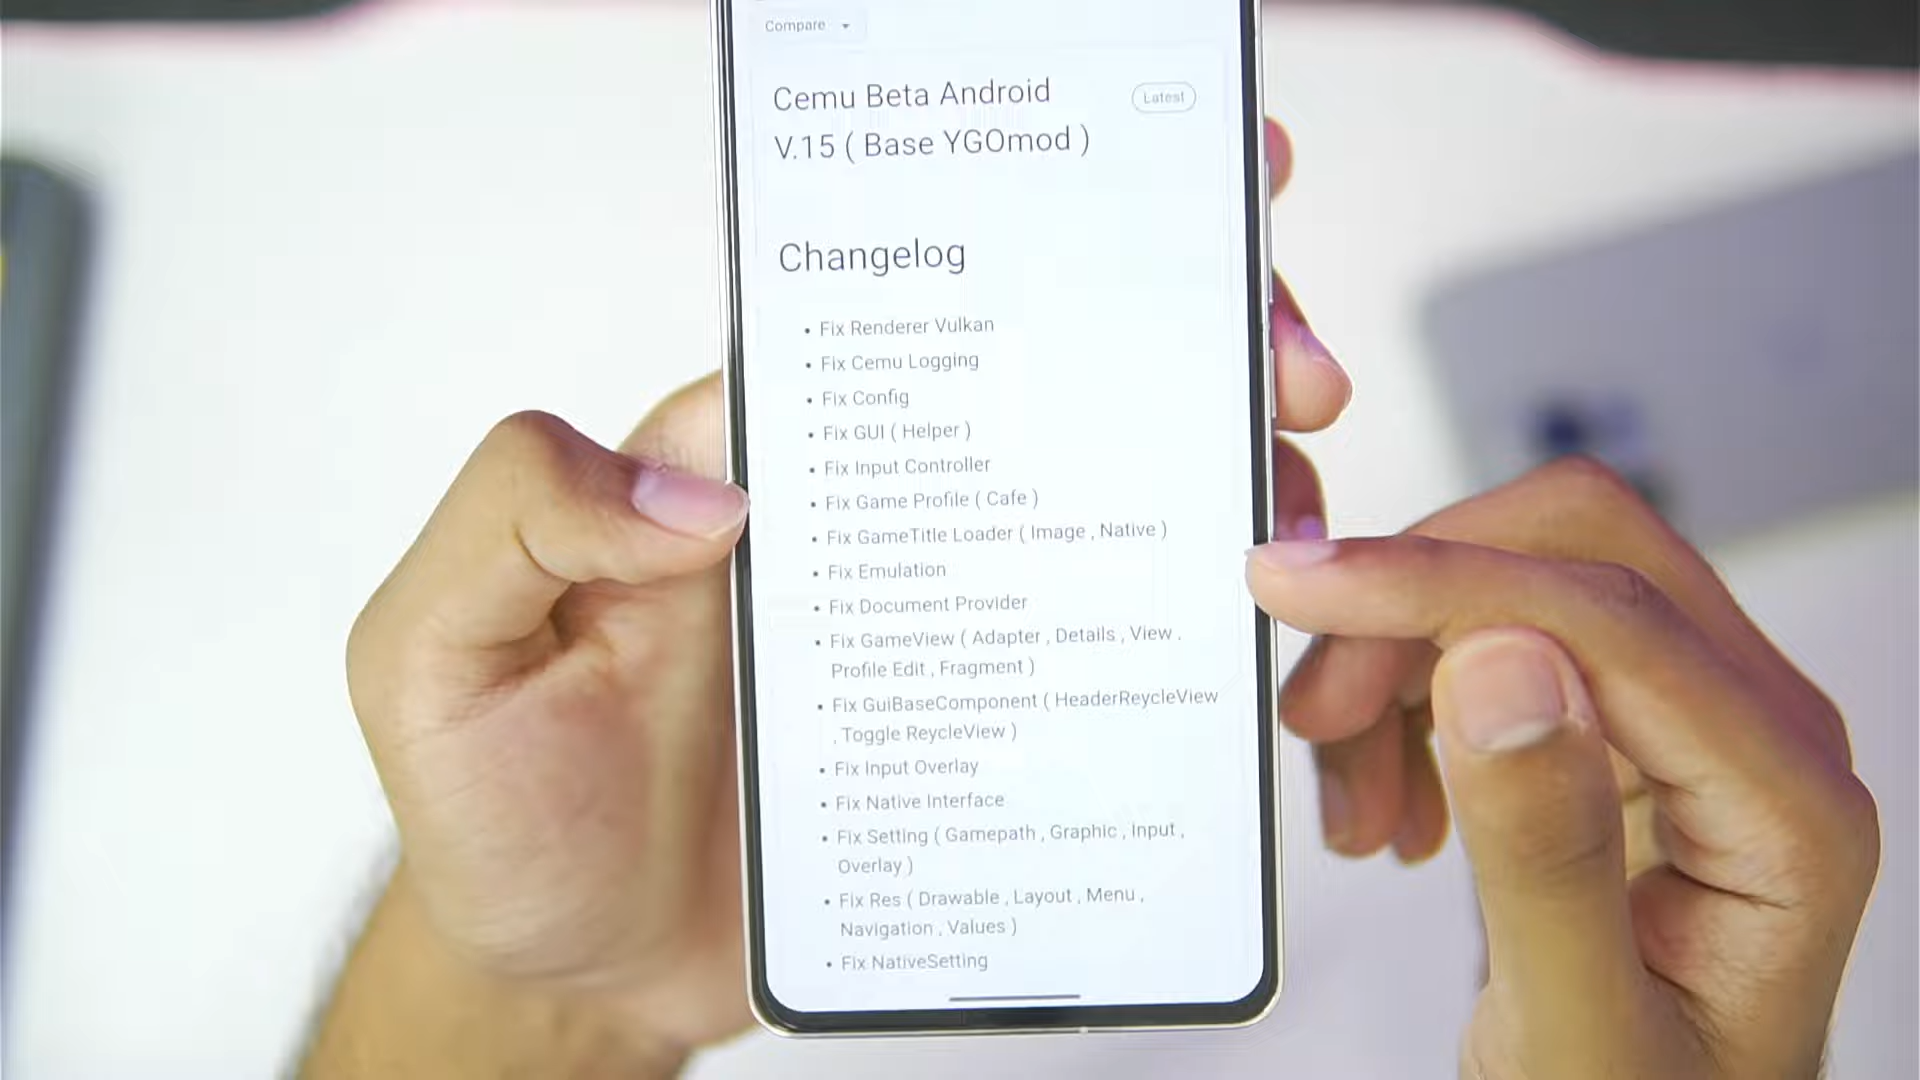 Compare
Cemu Beta Android
Latest
V.15 ( Base YGOmod )
Changelog
• Fix Renderer Vulkan
• Fix Cemu Logging
• Fix Config
• Fix GUI ( Helper )
• Fix Input Controller
• Fix Game Profile ( Cafe )
• Fix GameTitle Loader ( Image , Native )
• Fix Emulation
• Fix Document Provider
• Fix GameView ( Adapter , Details , View ,
Profile Edit , Fragment )
• Fix GuiBaseComponent ( HeaderReycleView
, Toggle ReycleView )
• Fix Input Overlay
• Fix Native Interface
• Fix Setting ( Gamepath , Graphic , Input ,
Overlay )
• Fix Res ( Drawable , Layout , Menu ,
Navigation , Values )
• Fix NativeSetting